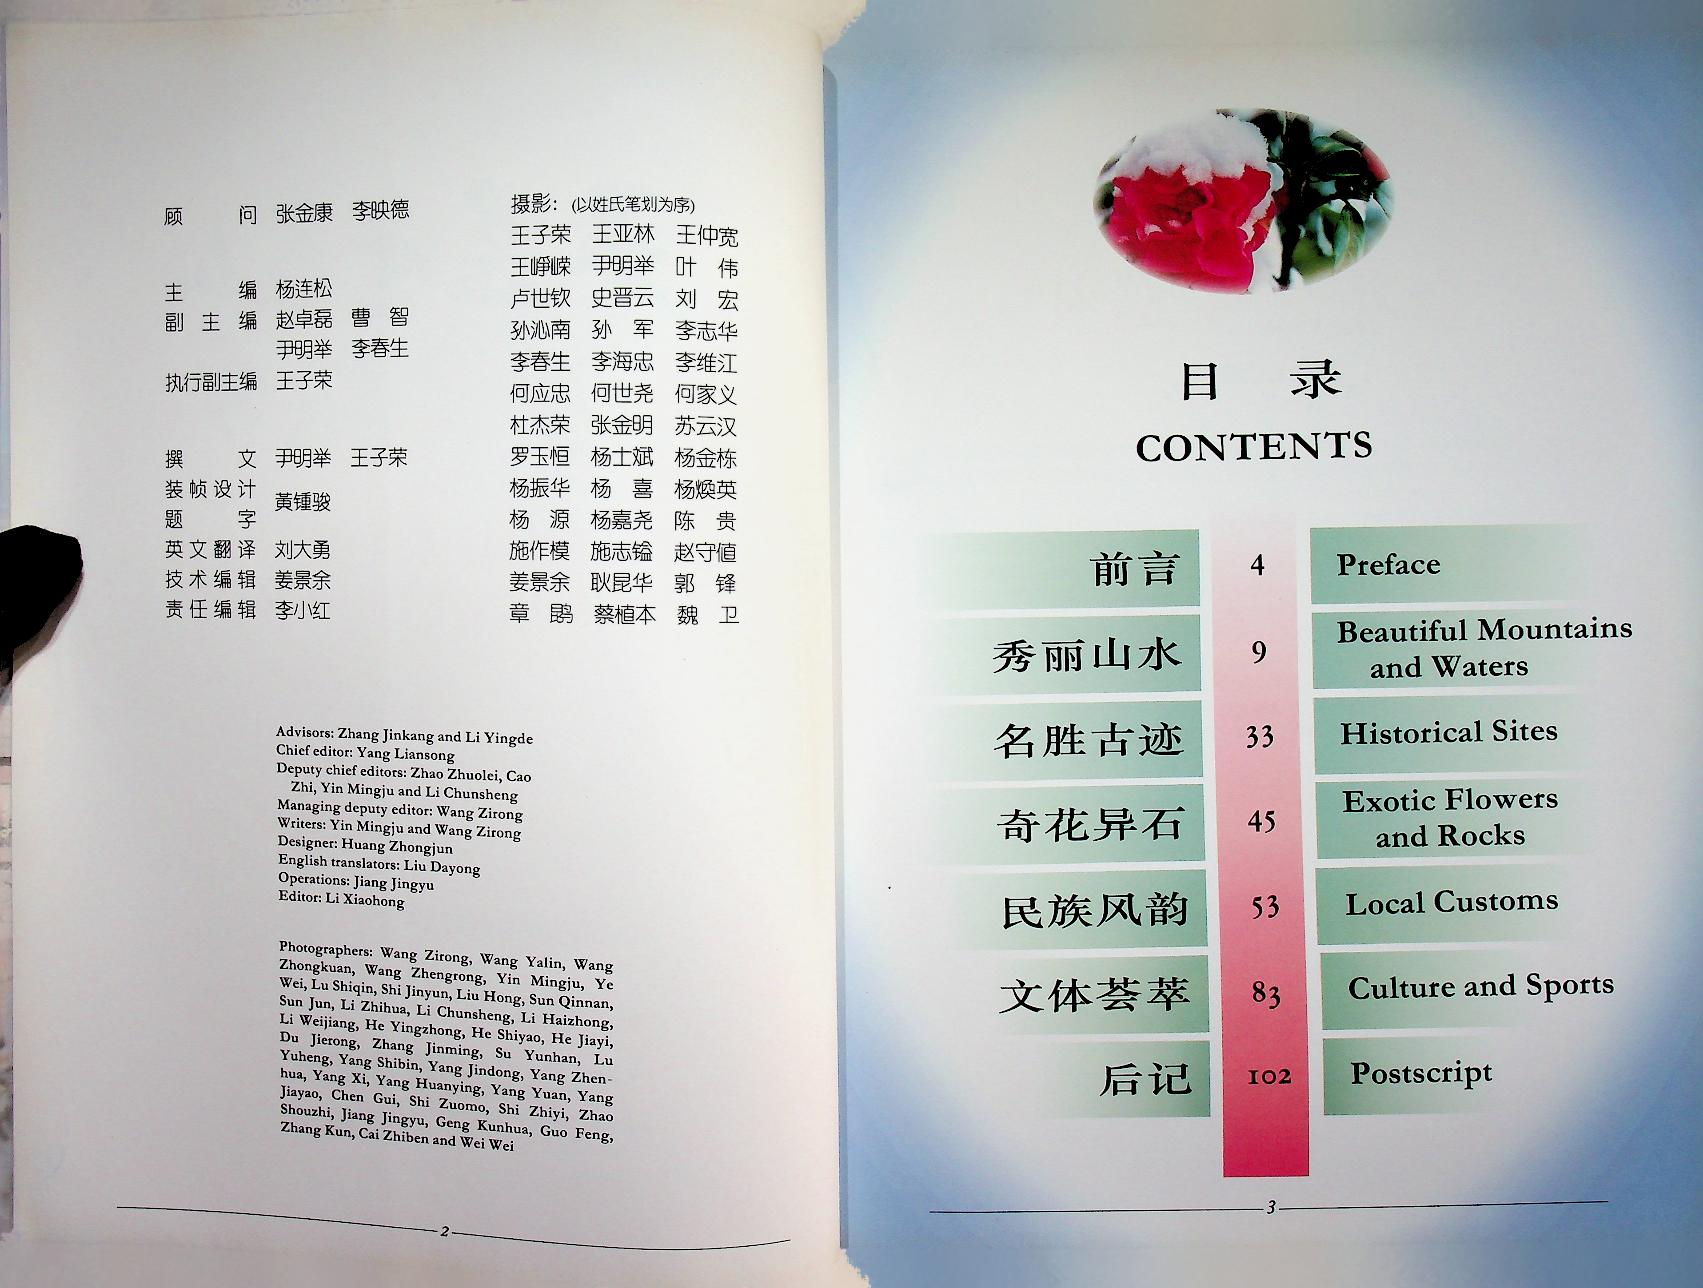 顾 问 张金康 李映德
主 编 杨连松
副 主 编 赵卓磊 曹 智
尹明举 李春生
执行副主编 王子荣
撰 文 尹明举 王子荣
装帧设计
题 字 黄锺骏
英文翻译 刘大勇
技术编辑 姜景余
责任编辑 李小红
摄影：(以姓氏笔划为序)
王子荣 王亚林 王仲宽
王峥嵘 尹明举 叶 伟
卢世钦 史晋云 刘 宏
孙沁南 孙 军 李志华
李春生 李海忠 李维江
何应忠 何世尧 何家义
杜杰荣 张金明 苏云汉
罗玉恒 杨士斌 杨金栋
杨振华 杨 喜 杨焕英
杨 源 杨嘉尧 陈 贵
施作模 施志镒 赵守值
姜景余 耿昆华 郭 锋
章 鹍 蔡植本 魏 卫
Advisors: Zhang Jinkang and Li Yingde
Chief editor: Yang Liansong
Deputy chief editors: Zhao Zhuolei, Cao
Zhi, Yin Mingju and Li Chunsheng
Managing deputy editor: Wang Zirong
Writers: Yin Mingju and Wang Zirong
Designer: Huang Zhongjun
English translators: Liu Dayong
Operations: Jiang Jingyu
Editor: Li Xiaohong
Photographers: Wang Zirong, Wang Yalin, Wang
Zhongkuan, Wang Zhengrong, Yin Mingju, Ye
Wei, Lu Shiqin, Shi Jinyun, Liu Hong, Sun Qinnan,
Sun Jun, Li Zhihua, Li Chunsheng, Li Haizhong,
Li Weijiang, He Yingzhong, He Shiyao, He Jiayi,
Du Jierong, Zhang Jinming, Su Yunhan, Lu
Yuheng, Yang Shibin, Yang Jindong, Yang Zhen-
hua, Yang Xi, Yang Huanying, Yang Yuan, Yang
Jiayao, Chen Gui, Shi Zuomo, Shi Zhiyi, Zhao
Shouzhi, Jiang Jingyu, Geng Kunhua, Guo Feng,
Zhang Kun, Cai Zhiben and Wei Wei
2
目 录
CONTENTS
前言 4 Preface
秀丽山水 9 Beautiful Mountains
and Waters
名胜古迹 33 Historical Sites
奇花异石 45 Exotic Flowers
and Rocks
民族风韵 53 Local Customs
文体荟萃 83 Culture and Sports
后记 102 Postscript
3